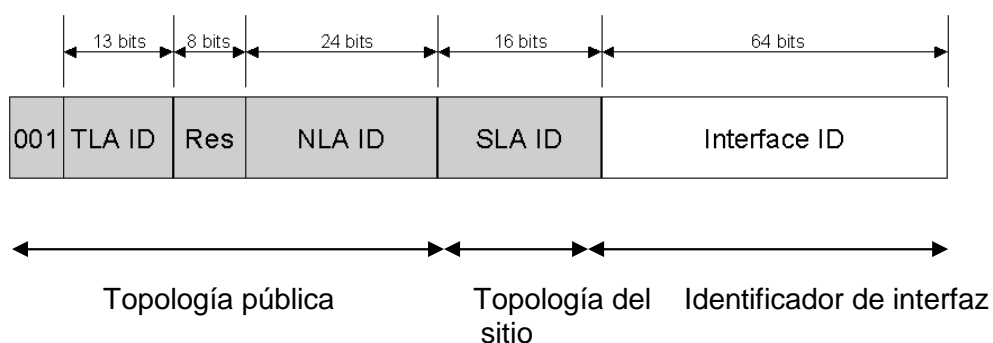 13 bits 8 bits 24 bits 16 bits 64 bits
001 TLA ID Res NLA ID SLA ID Interface ID
Topología pública Topología del Identificador de interfaz
sitio